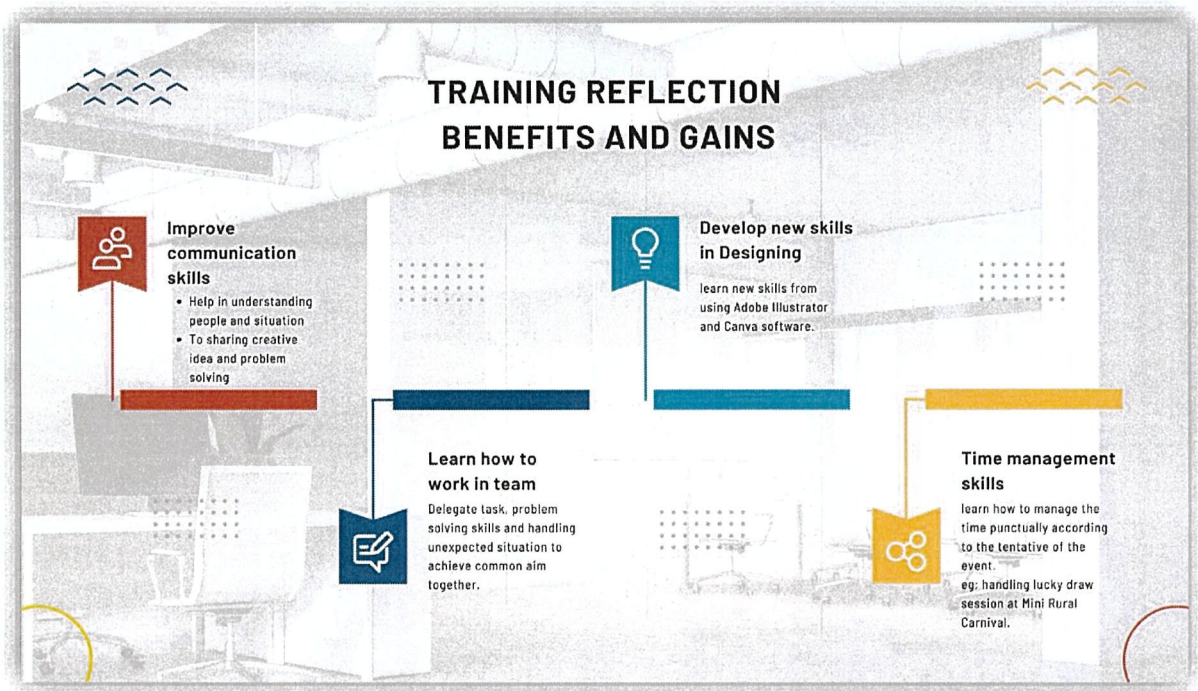 TRAINING REFLECTION
BENEFITS AND GAINS
Improve
communication
skills
• Help in understanding
people and situation
• To sharing creative
idea and problem
solving
Learn how to
work in team
Delegate task, problem
solving skills and handling
unexpected situation to
achieve common aim
together.
Develop new skills
in Designing
learn new skills from
using Adobe Illustrator
and Canva software.
Time management
skills
learn how to manage the
time punctually according
to the tentative of the
event.
eg; handling lucky draw
session at Mini Rural
Carnival.